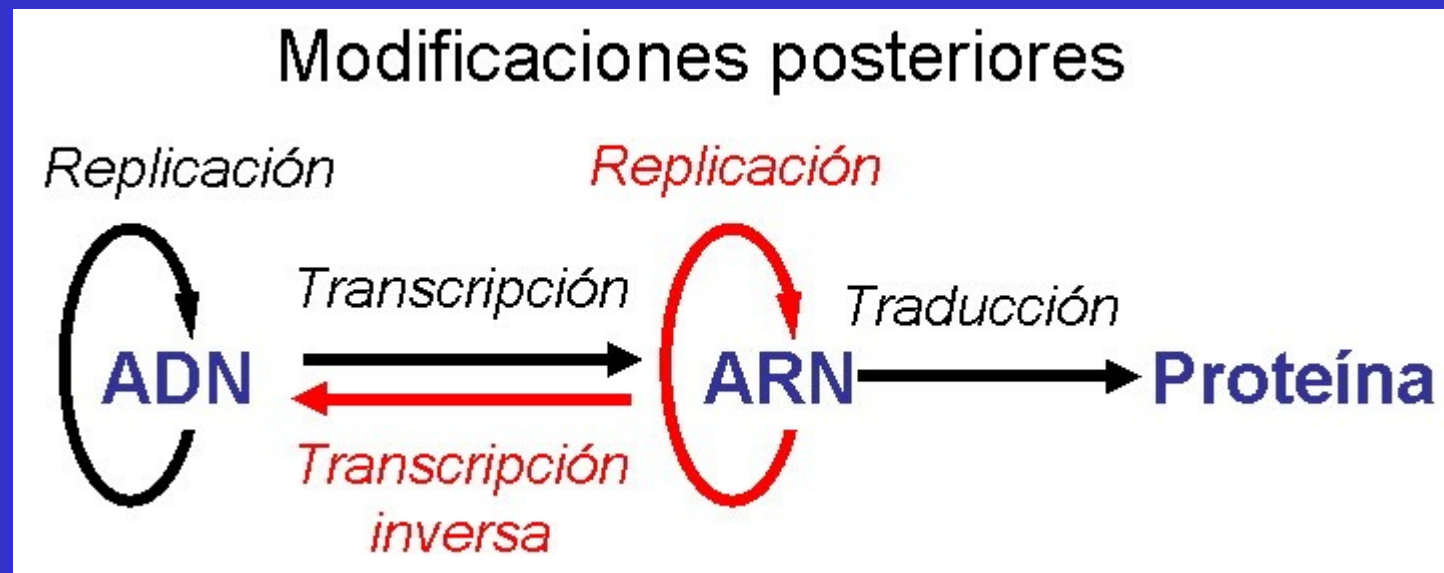 Modificaciones posteriores
Replicación
Replicación
Transcripción
Traducción
ADN
ARN
Proteína
Transcripción
inversa